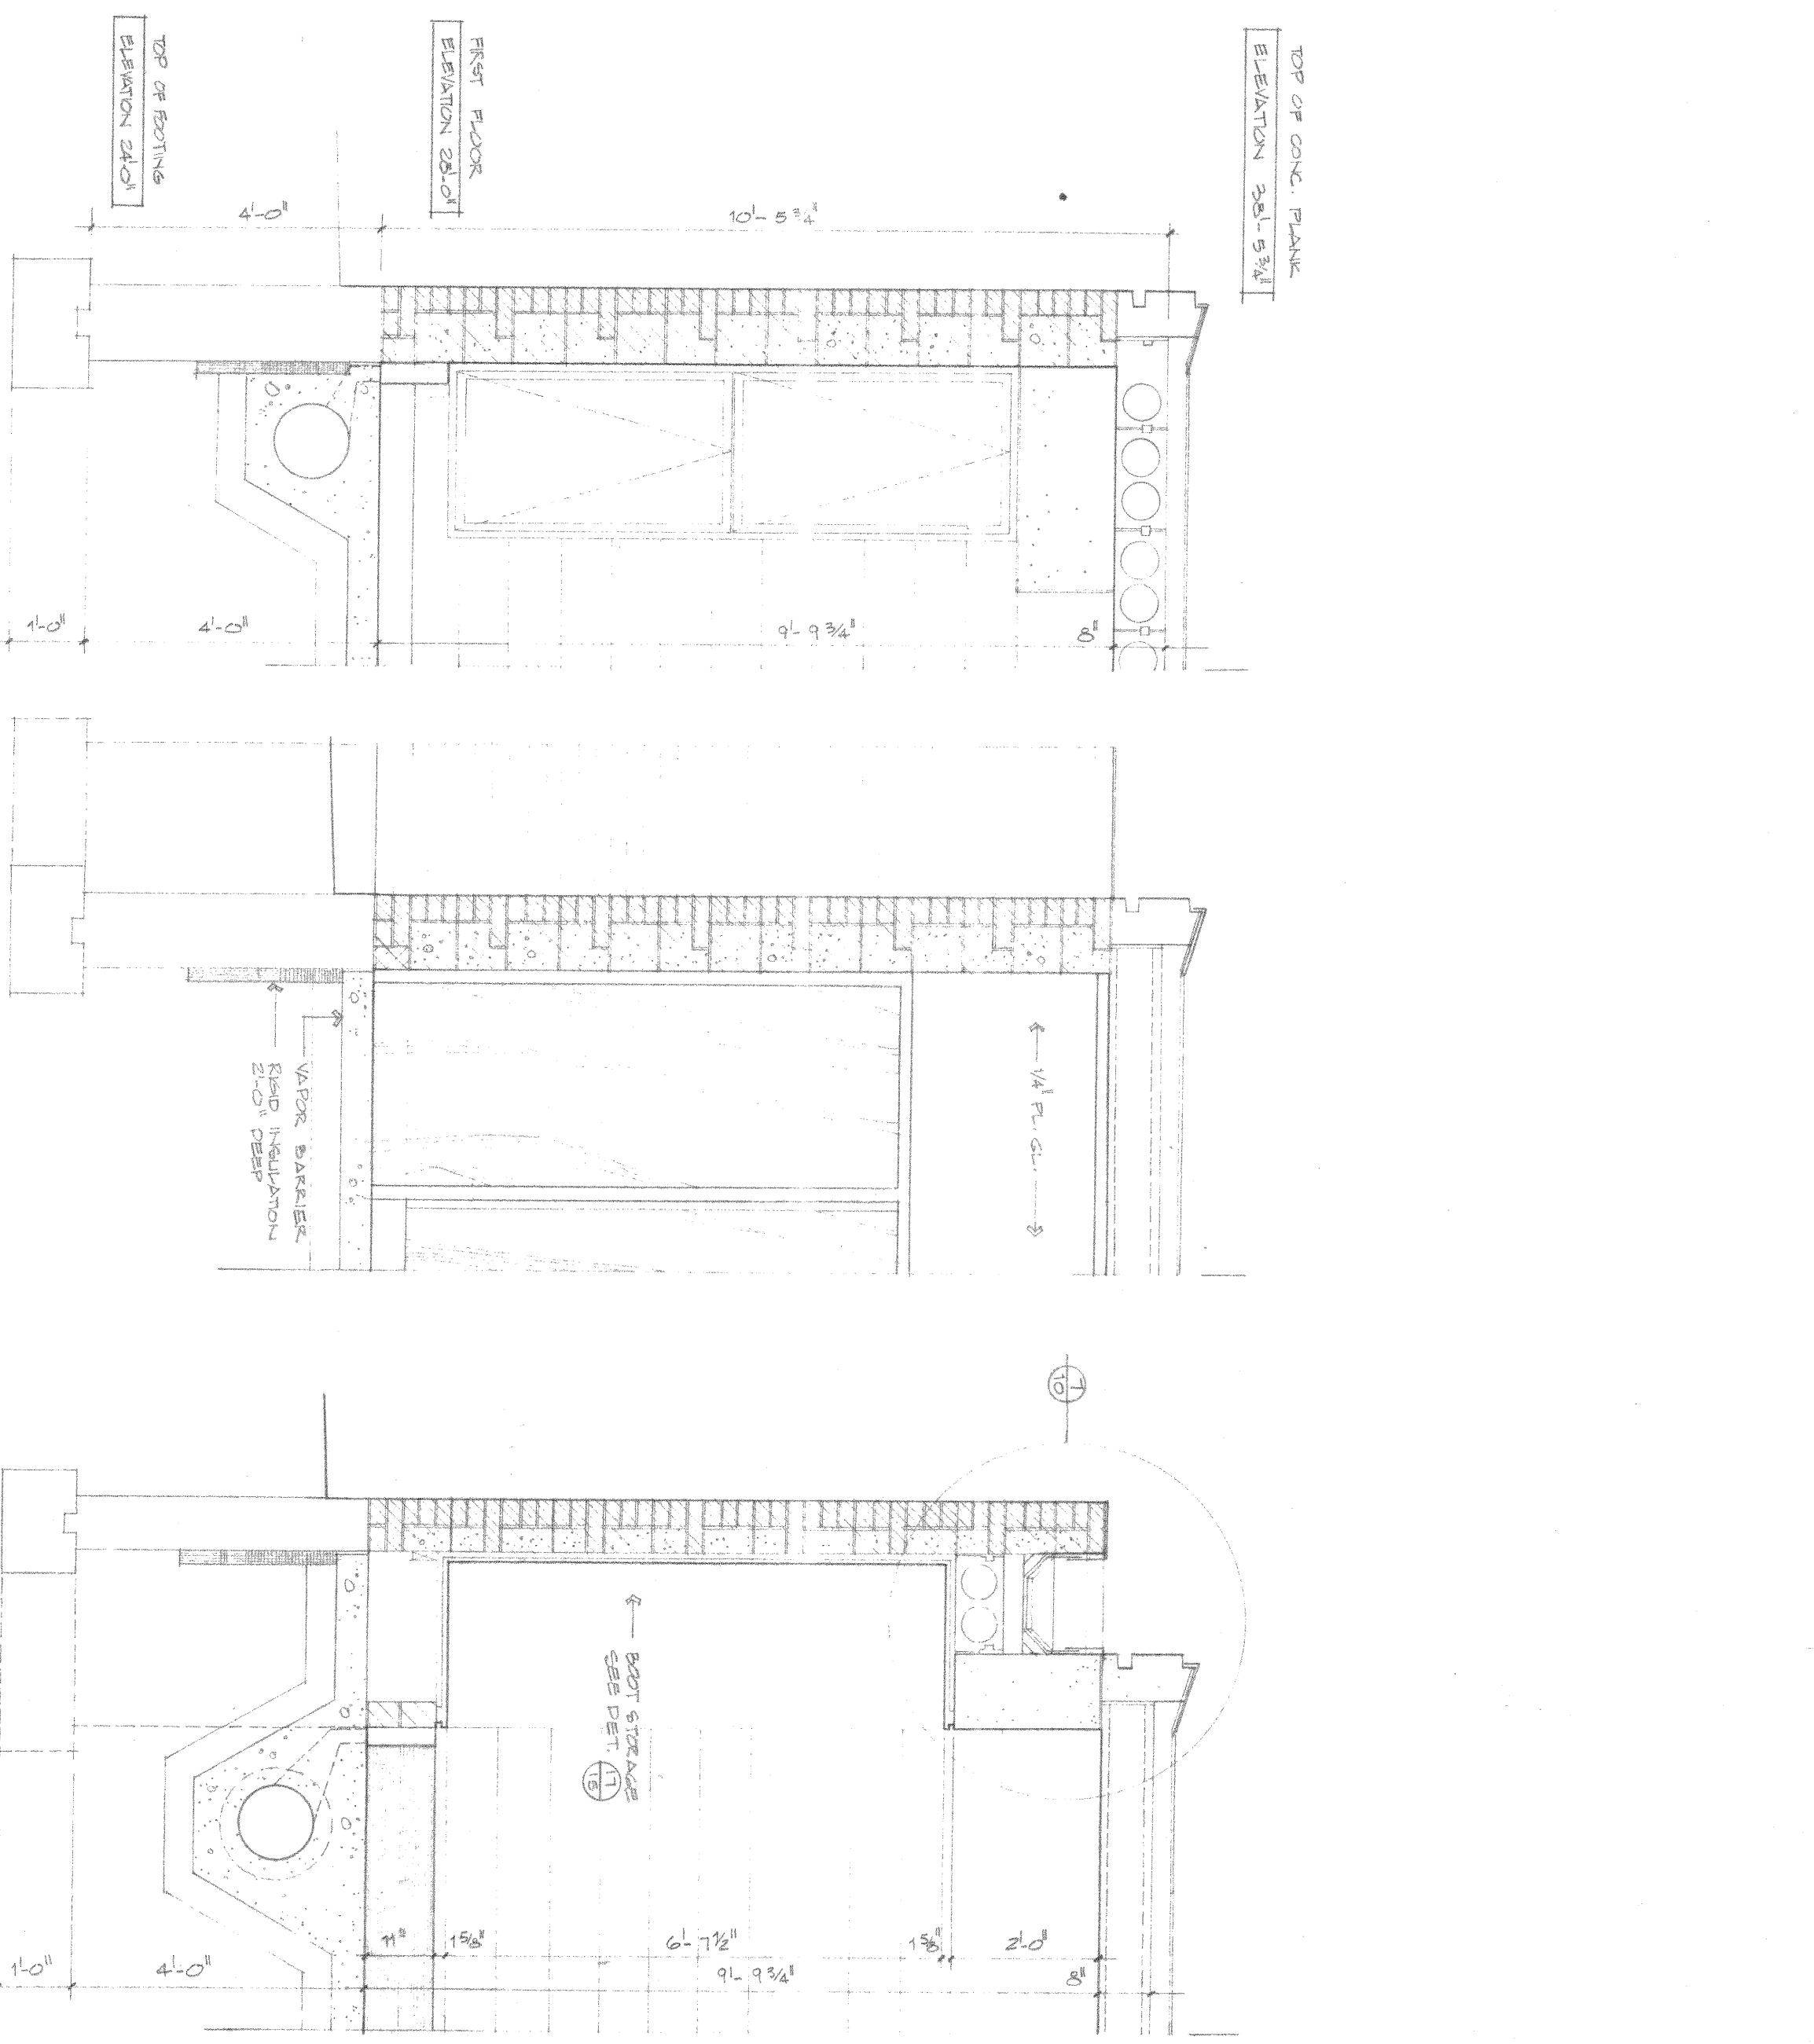 TOP OF CONC. PLANK
ELEVATION 38'-5 3/4"
FIRST FLOOR
ELEVATION 28'-0"
TOP OF FOOTING
ELEVATION 24'-0"
4'-0"
10'-5 3/4"
1'-0"
4'-0"
9'-9 3/4"
8"
1/4" PL. GL.
VAPOR BARRIER
RIGID INSULATION
2'-0" DEEP
7
10
BOOT STORAGE
SEE DET.
17
15
11"
1 5/8"
6'-7 1/2"
1 5/8"
2'-0"
1'-0"
4'-0"
9'-9 3/4"
8"